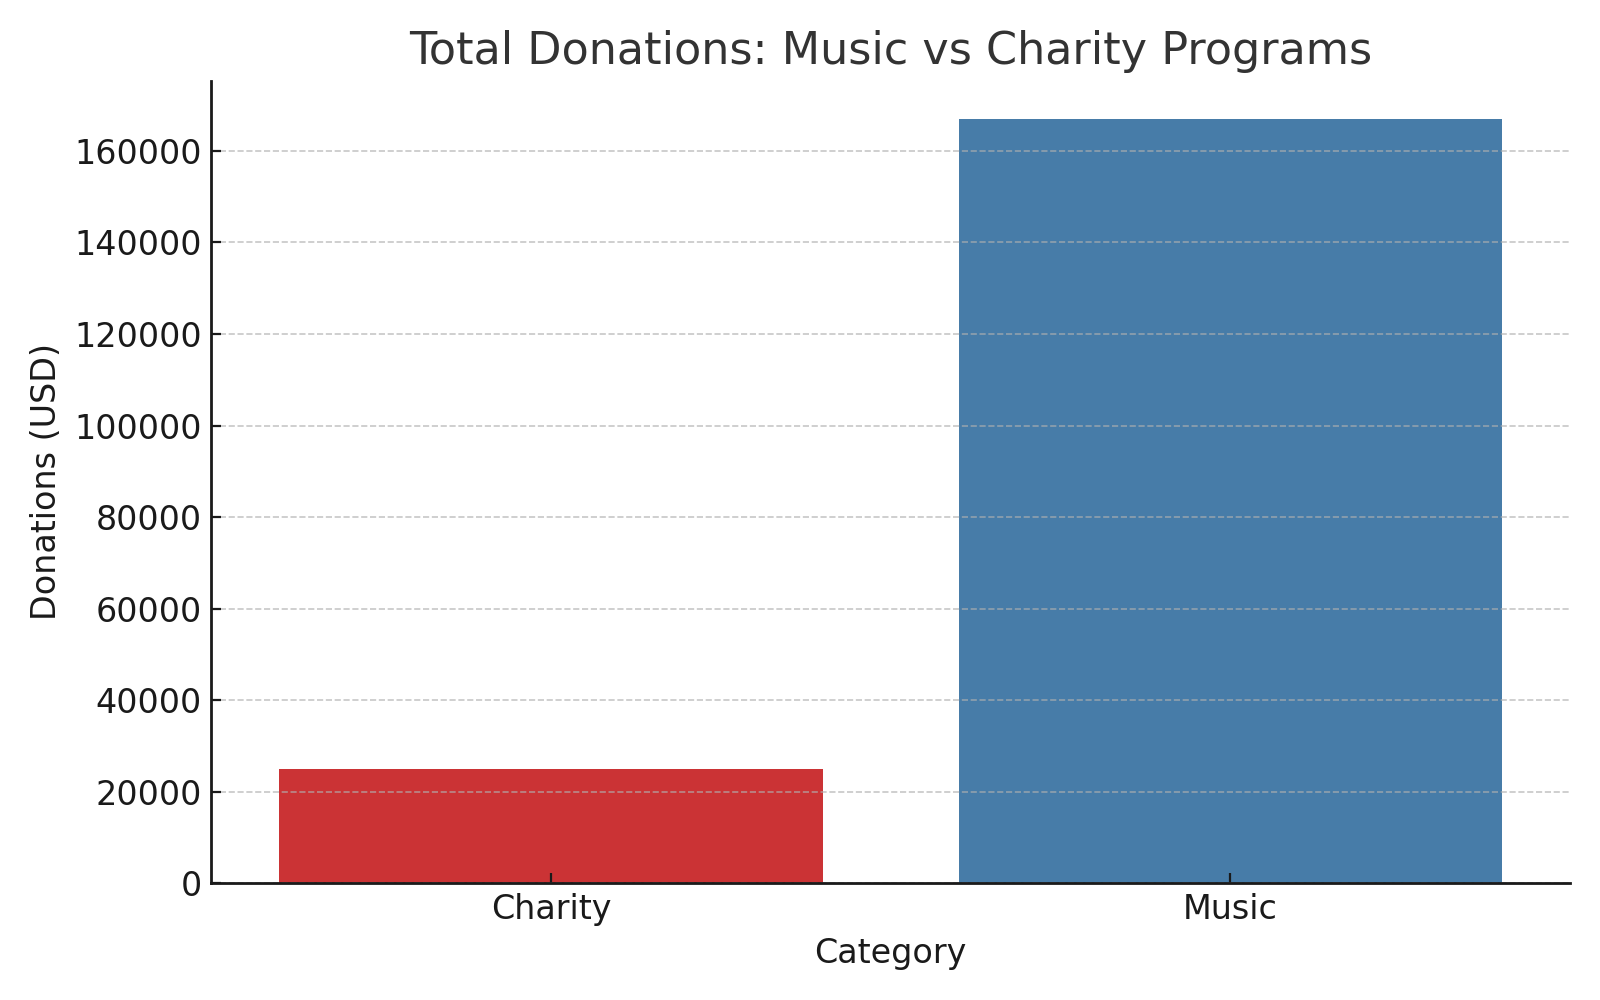 Total Donations: Music vs Charity Programs
Donations (USD)
160000
140000
120000
100000
80000
60000
40000
20000
0
Charity
Music
Category